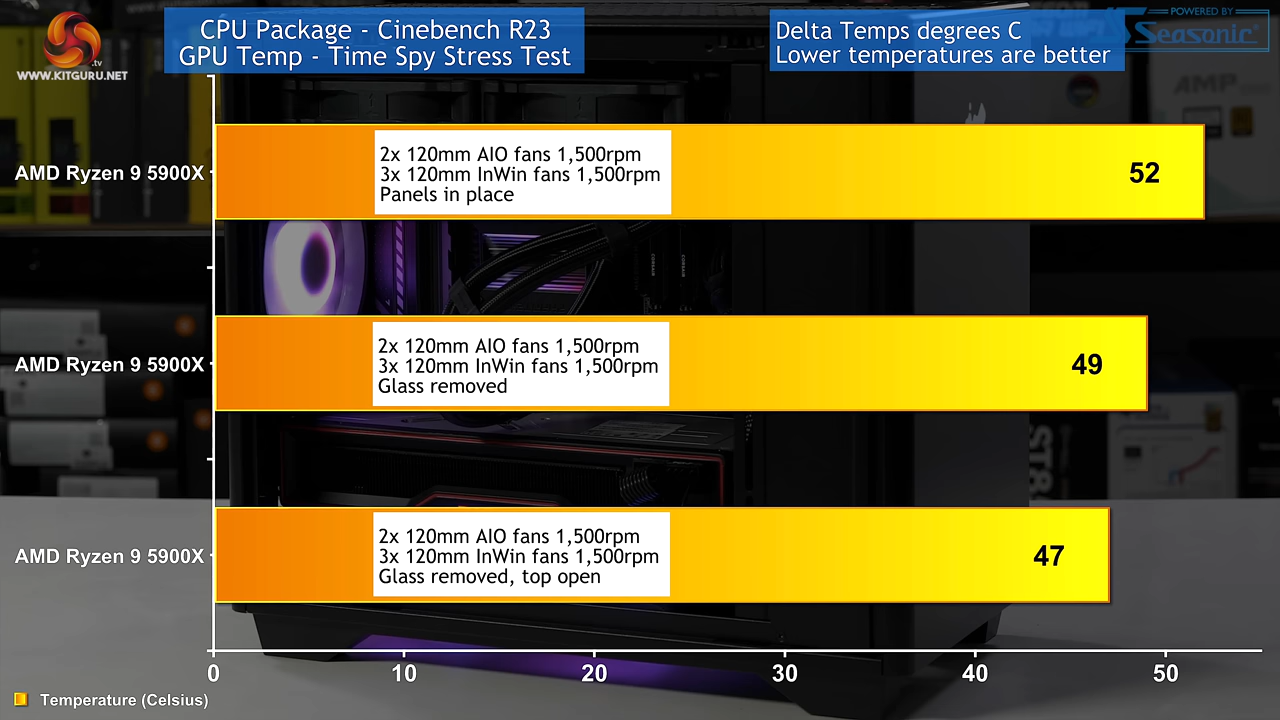 CPU Package - Cinebench R23
GPU Temp - Time Spy Stress Test
Delta Temps degrees C
Lower temperatures are better
POWERED BY
Seasonic
.tv
WWW.KITGURU.NET
AMP
AMD Ryzen 9 5900X
2x 120mm AIO fans 1,500rpm
3x 120mm InWin fans 1,500rpm
Panels in place
52
CORSAIR
CORSAIR
AMD Ryzen 9 5900X
2x 120mm AIO fans 1,500rpm
3x 120mm InWin fans 1,500rpm
Glass removed
49
AMD Ryzen 9 5900X
2x 120mm AIO fans 1,500rpm
3x 120mm InWin fans 1,500rpm
Glass removed, top open
47
0 10 20 30 40 50
Temperature (Celsius)